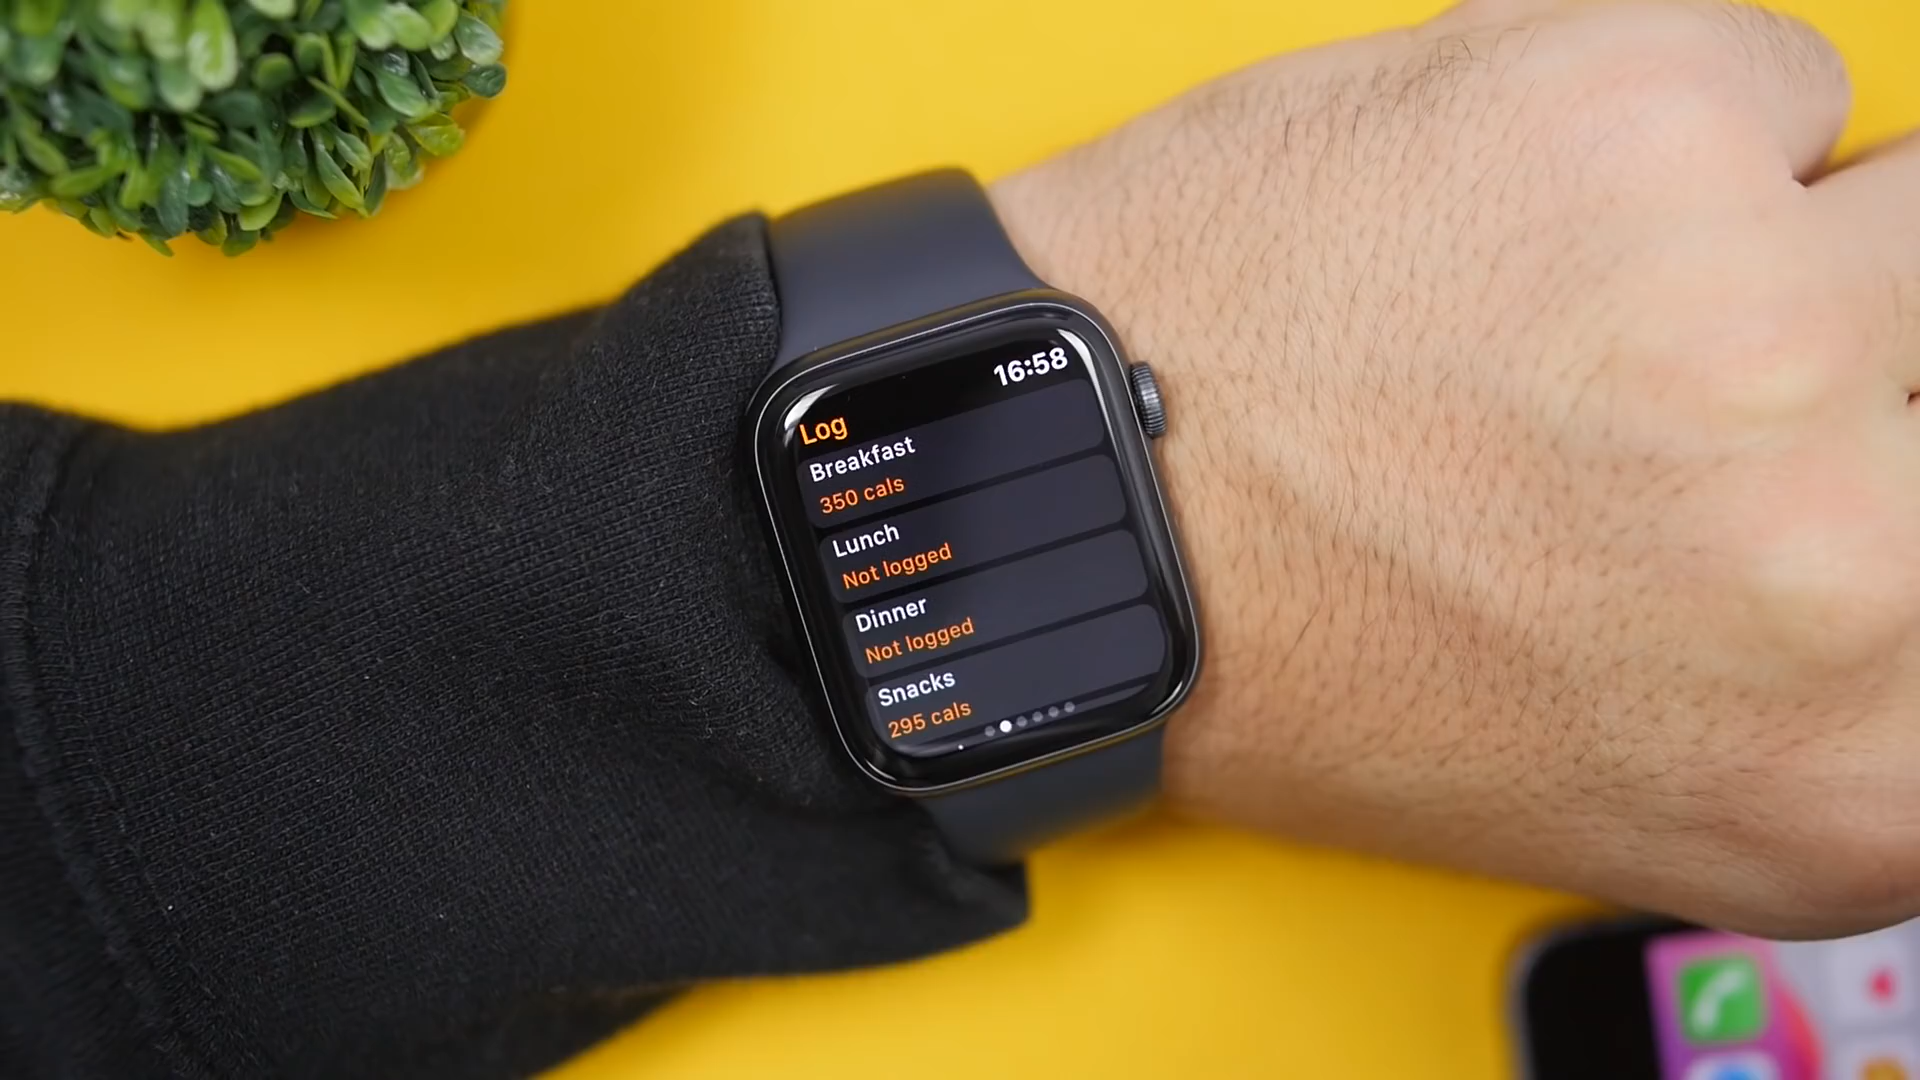 16:58
Log
Breakfast
350 cals
Lunch
Not logged
Dinner
Not logged
Snacks
295 cals